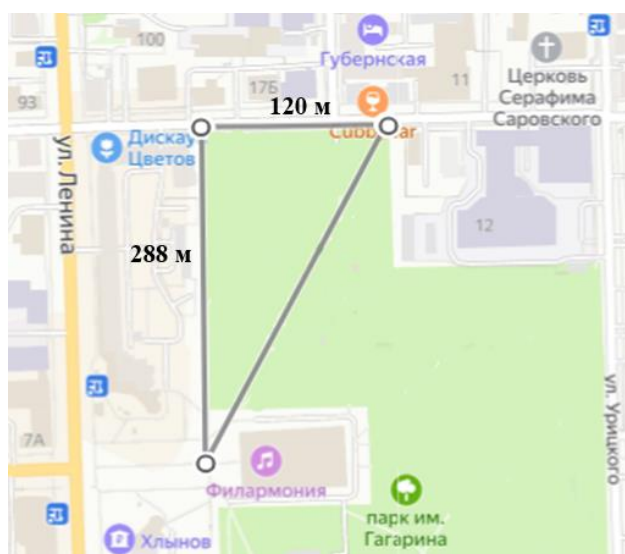 100
Губернская
17Б
11
Церковь
Серафима
Саровского
93
120 м
Дискау
Цветов
ул. Ленина
12
288 м
7А
Филармония
ул. Урицкого
парк им.
Гагарина
Хлынов